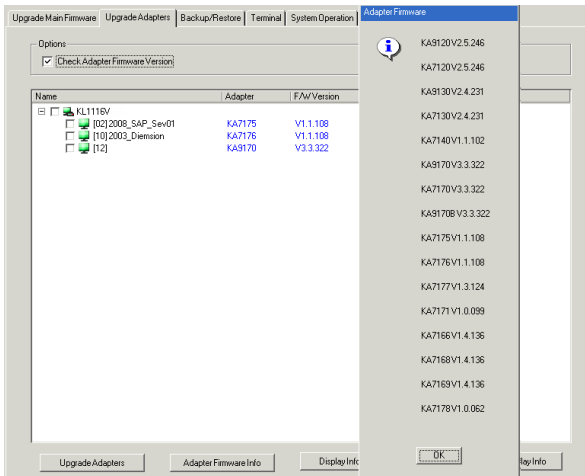 Upgrade Main Firmware Upgrade Adapters Backup/Restore Terminal System Operation
Options
Check Adapter Firmware Version
Name Adapter F/W Version
KL1116V
[02]2008_SAP_Sev01 KA7175 V1.1.108
[10]2003_Diemsion KA7176 V1.1.108
[12] KA9170 V3.3.322
Upgrade Adapters Adapter Firmware Info Display Info
Adapter Firmware
KA9120V2.5.246
KA7120V2.5.246
KA9130V2.4.231
KA7130V2.4.231
KA7140V1.1.102
KA9170V3.3.322
KA7170V3.3.322
KA9170B V3.3.322
KA7175V1.1.108
KA7176V1.1.108
KA7177V1.3.124
KA7171V1.0.099
KA7166V1.4.136
KA7168V1.4.136
KA7169V1.4.136
KA7178V1.0.062
OK
lay Info